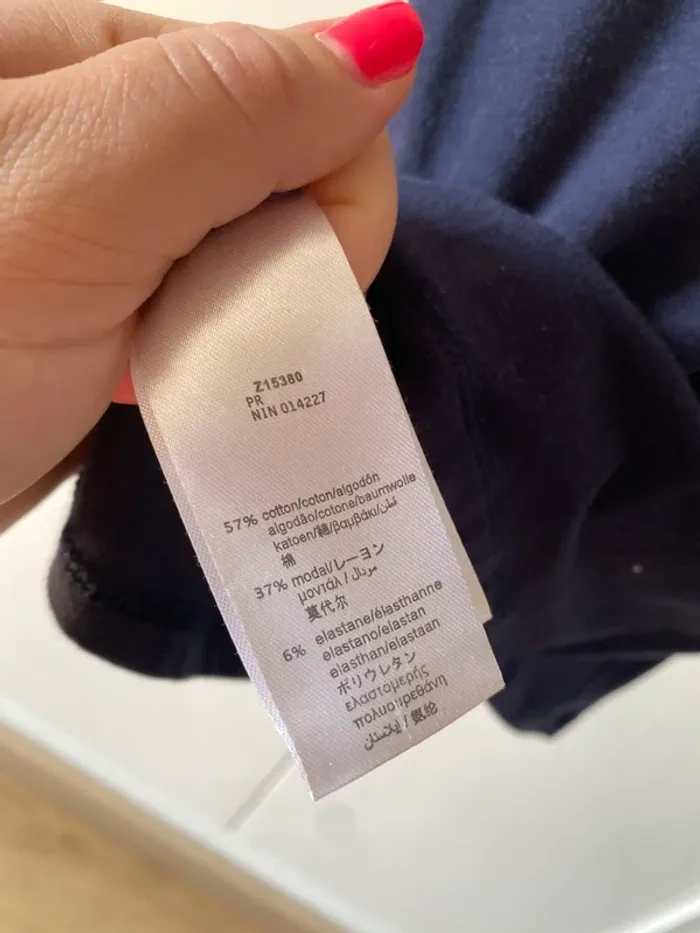 Z15380
PR
NIN 014227
57% cotton/coton/algodón
algodão/cotone/baumwolle
katoen/綿/βαμβάκι/قطن
棉
37% modal/レーヨン
μοντάλ/مودال
莫代尔
6% elastane/élasthanne
elastano/elastan
elasthan/elastaan
ポリウレタン
ελαστομερής
πολυουρεθάνη
إيلاستان/氨纶